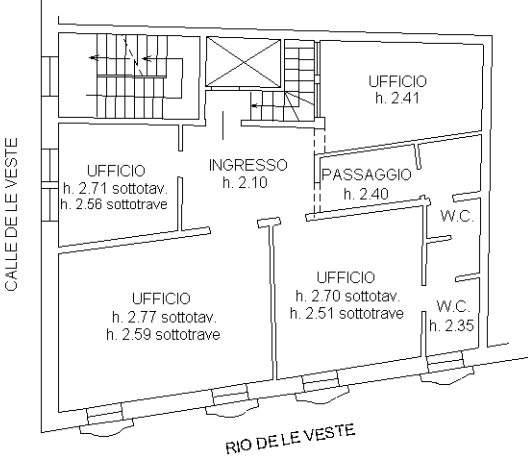 UFFICIO
h. 2.41
UFFICIO
h. 2.71 sottotav.
h. 2.56 sottotrave
INGRESSO
h. 2.10
PASSAGGIO
h. 2.40
W.C.
CALLE DE LE VESTE
UFFICIO
h. 2.77 sottotav.
h. 2.59 sottotrave
UFFICIO
h. 2.70 sottotav.
h. 2.51 sottotrave
W.C.
h. 2.35
RIO DE LE VESTE